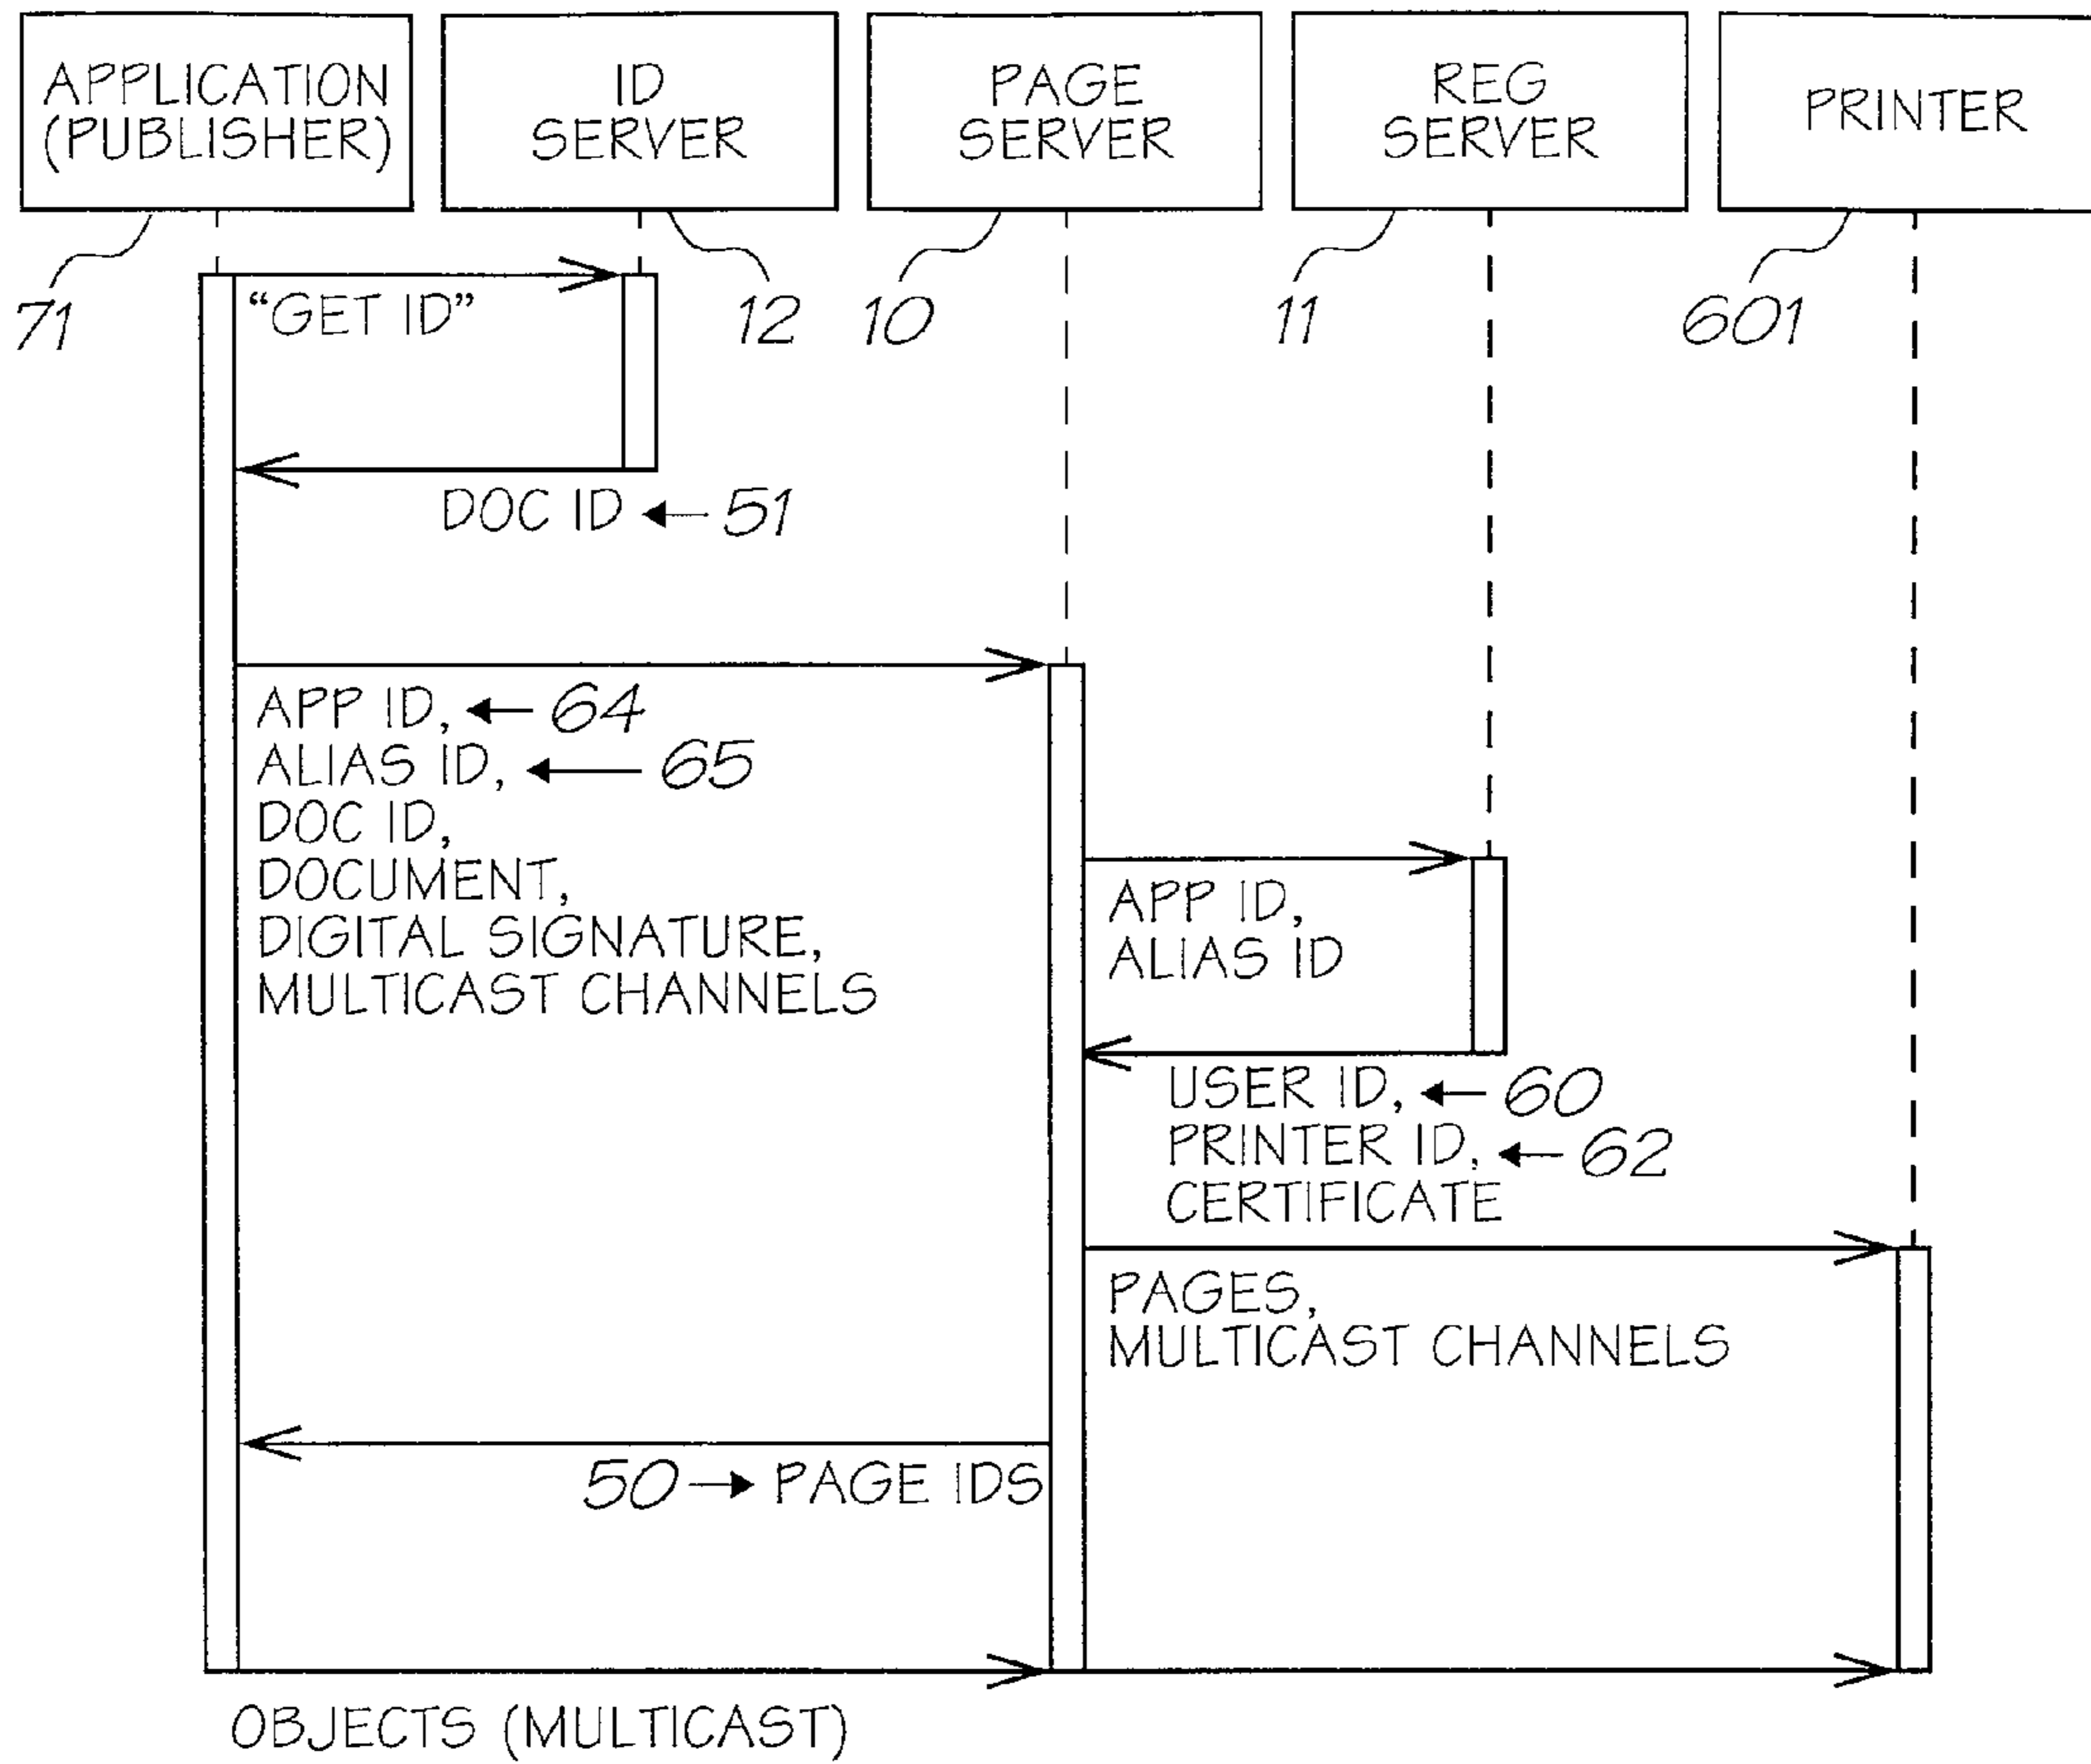 APPLICATION
(PUBLISHER)
ID
SERVER
PAGE
SERVER
REG
SERVER
PRINTER
71
12
10
11
601
"GET ID"
DOC ID 51
APP ID, 64
ALIAS ID, 65
DOC ID,
DOCUMENT,
DIGITAL SIGNATURE,
MULTICAST CHANNELS
APP ID,
ALIAS ID
USER ID, 60
PRINTER ID, 62
CERTIFICATE
PAGES,
MULTICAST CHANNELS
50 PAGE IDS
OBJECTS (MULTICAST)